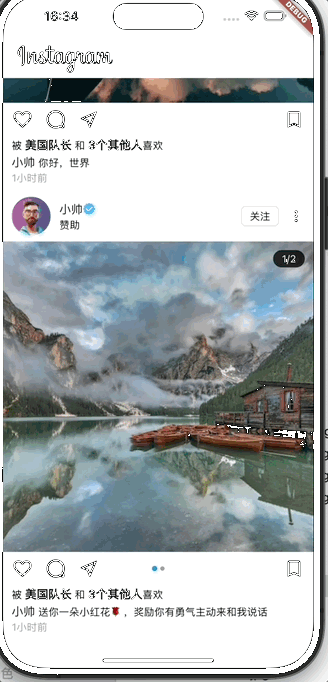 18:34
DEBUG
Instagram
被 美国队长 和 3个其他人喜欢
小帅 你好，世界
1小时前
小帅
赞助
关注
1/2
被 美国队长 和 3个其他人喜欢
小帅 送你一朵小红花🌹，奖励你有勇气主动来和我说话
1小时前
色